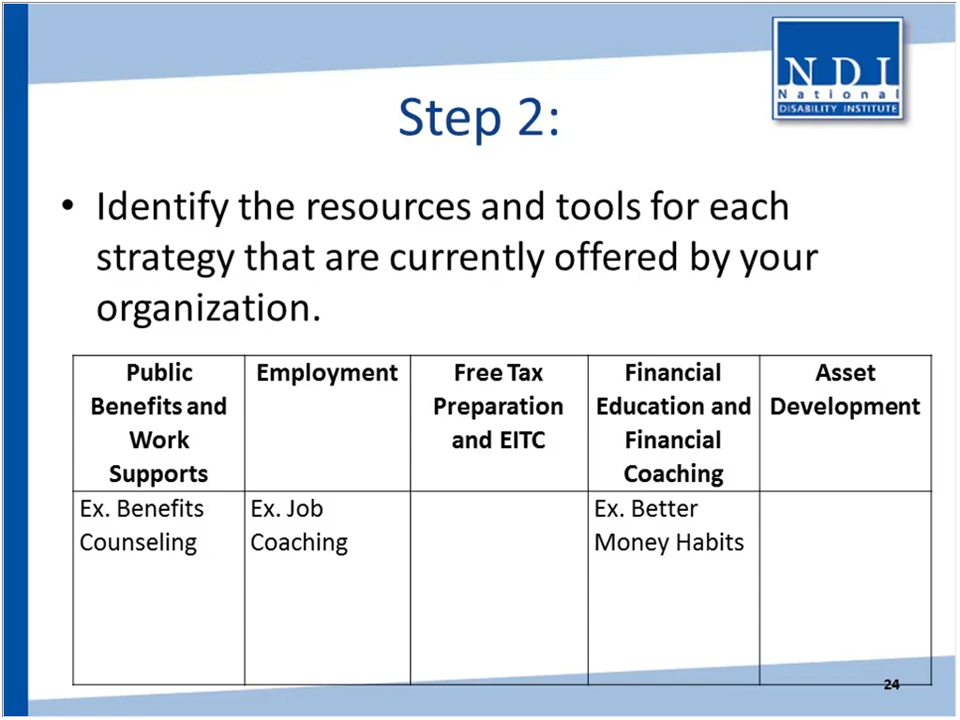 NDI
National
DISABILITY INSTITUTE
Step 2:
• Identify the resources and tools for each
strategy that are currently offered by your
organization.
Public
Benefits and
Work
Supports
Employment
Free Tax
Preparation
and EITC
Financial
Education and
Financial
Coaching
Asset
Development
Ex. Benefits
Counseling
Ex. Job
Coaching
Ex. Better
Money Habits
24